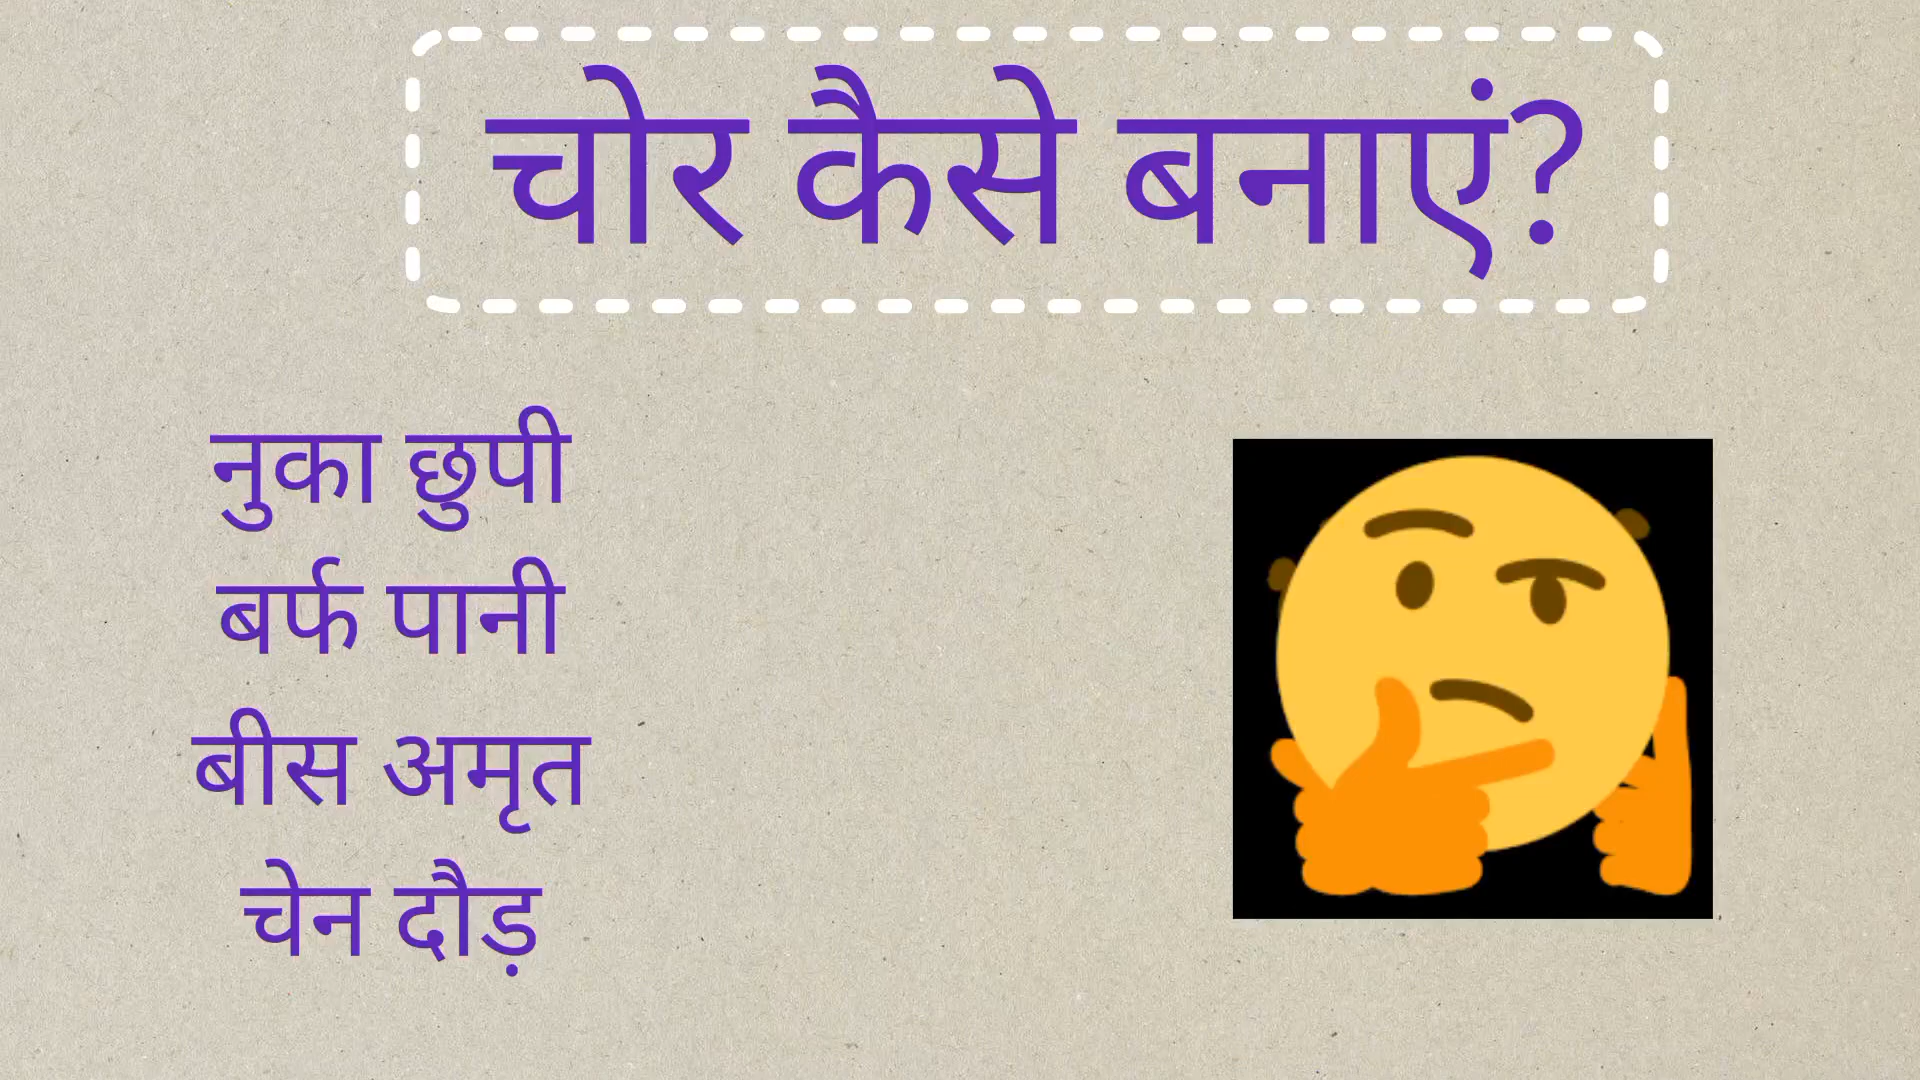 चोर कैसे बनाएं?
नुका छुपी
बर्फ पानी
बीस अमृत
चेन दौड़